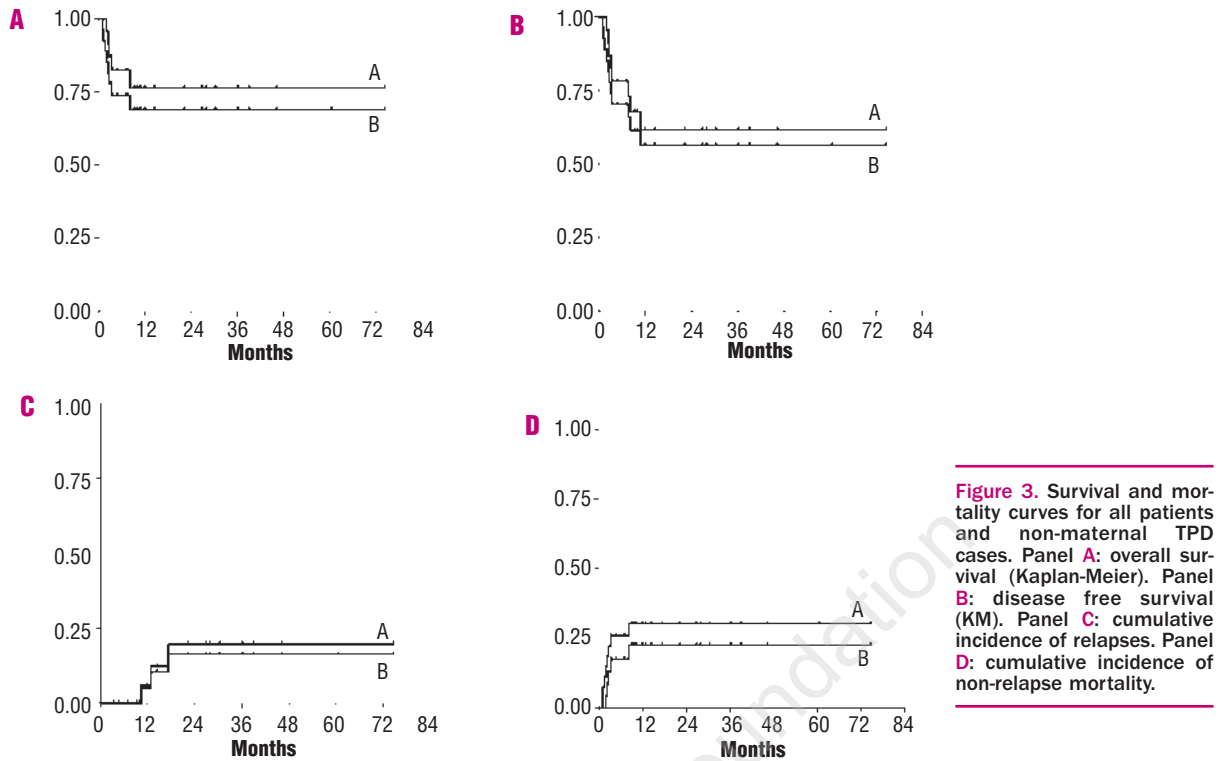 A
1.00
0.75
0.50
0.25
0.00
A
B
0 12 24 36 48 60 72 84
Months
B
1.00
0.75
0.50
0.25
0.00
A
B
0 12 24 36 48 60 72 84
Months
C
1.00
0.75
0.50
0.25
0.00
A
B
0 12 24 36 48 60 72 84
Months
D
1.00
0.75
0.50
0.25
0.00
A
B
0 12 24 36 48 60 72 84
Months
Figure 3. Survival and mor-
tality curves for all patients
and non-maternal TPD
cases. Panel A: overall sur-
vival (Kaplan-Meier). Panel
B: disease free survival
(KM). Panel C: cumulative
incidence of relapses. Panel
D: cumulative incidence of
non-relapse mortality.
oundation